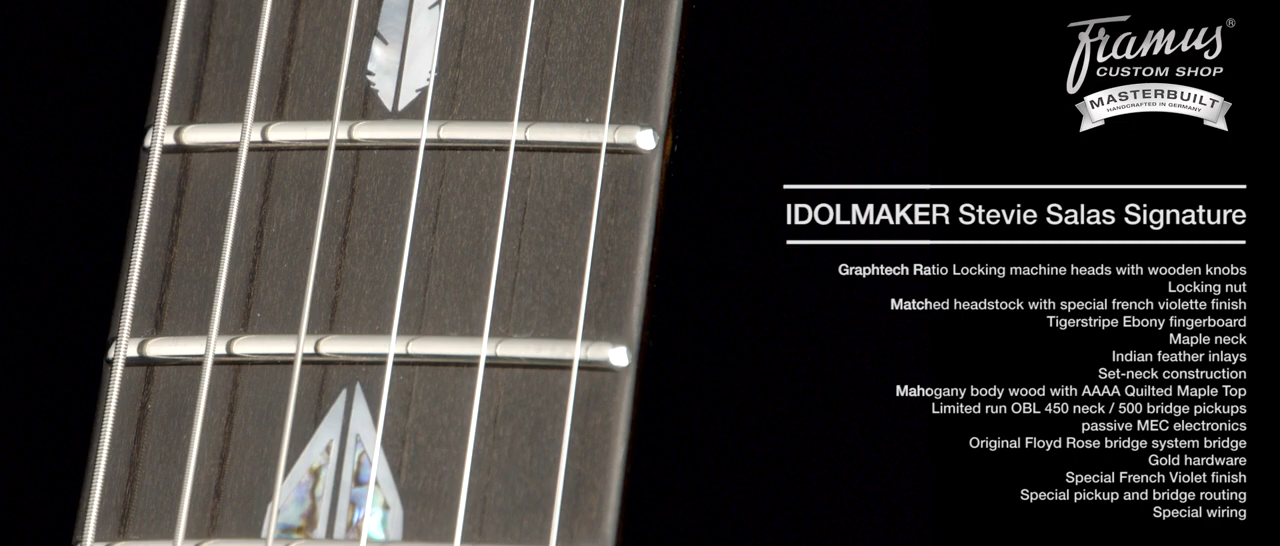 Framus®
CUSTOM SHOP
MASTERBUILT
HANDCRAFTED IN GERMANY
IDOLMAKER Stevie Salas Signature
Graphtech Ratio Locking machine heads with wooden knobs
Locking nut
Matched headstock with special french violette finish
Tigerstripe Ebony fingerboard
Maple neck
Indian feather inlays
Set-neck construction
Mahogany body wood with AAAA Quilted Maple Top
Limited run OBL 450 neck / 500 bridge pickups
passive MEC electronics
Original Floyd Rose bridge system bridge
Gold hardware
Special French Violet finish
Special pickup and bridge routing
Special wiring